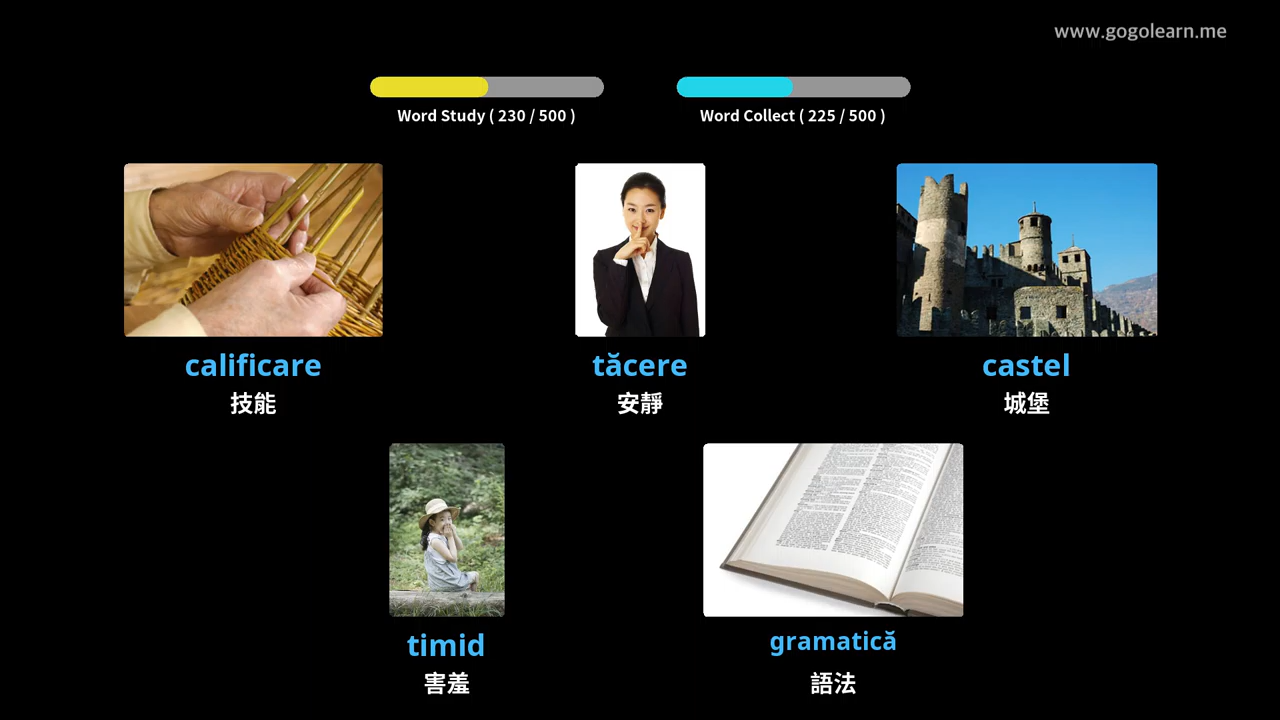 www.gogolearn.me
Word Study ( 230 / 500 )
Word Collect ( 225 / 500 )
calificare
技能
tăcere
安靜
castel
城堡
timid
害羞
gramatică
語法